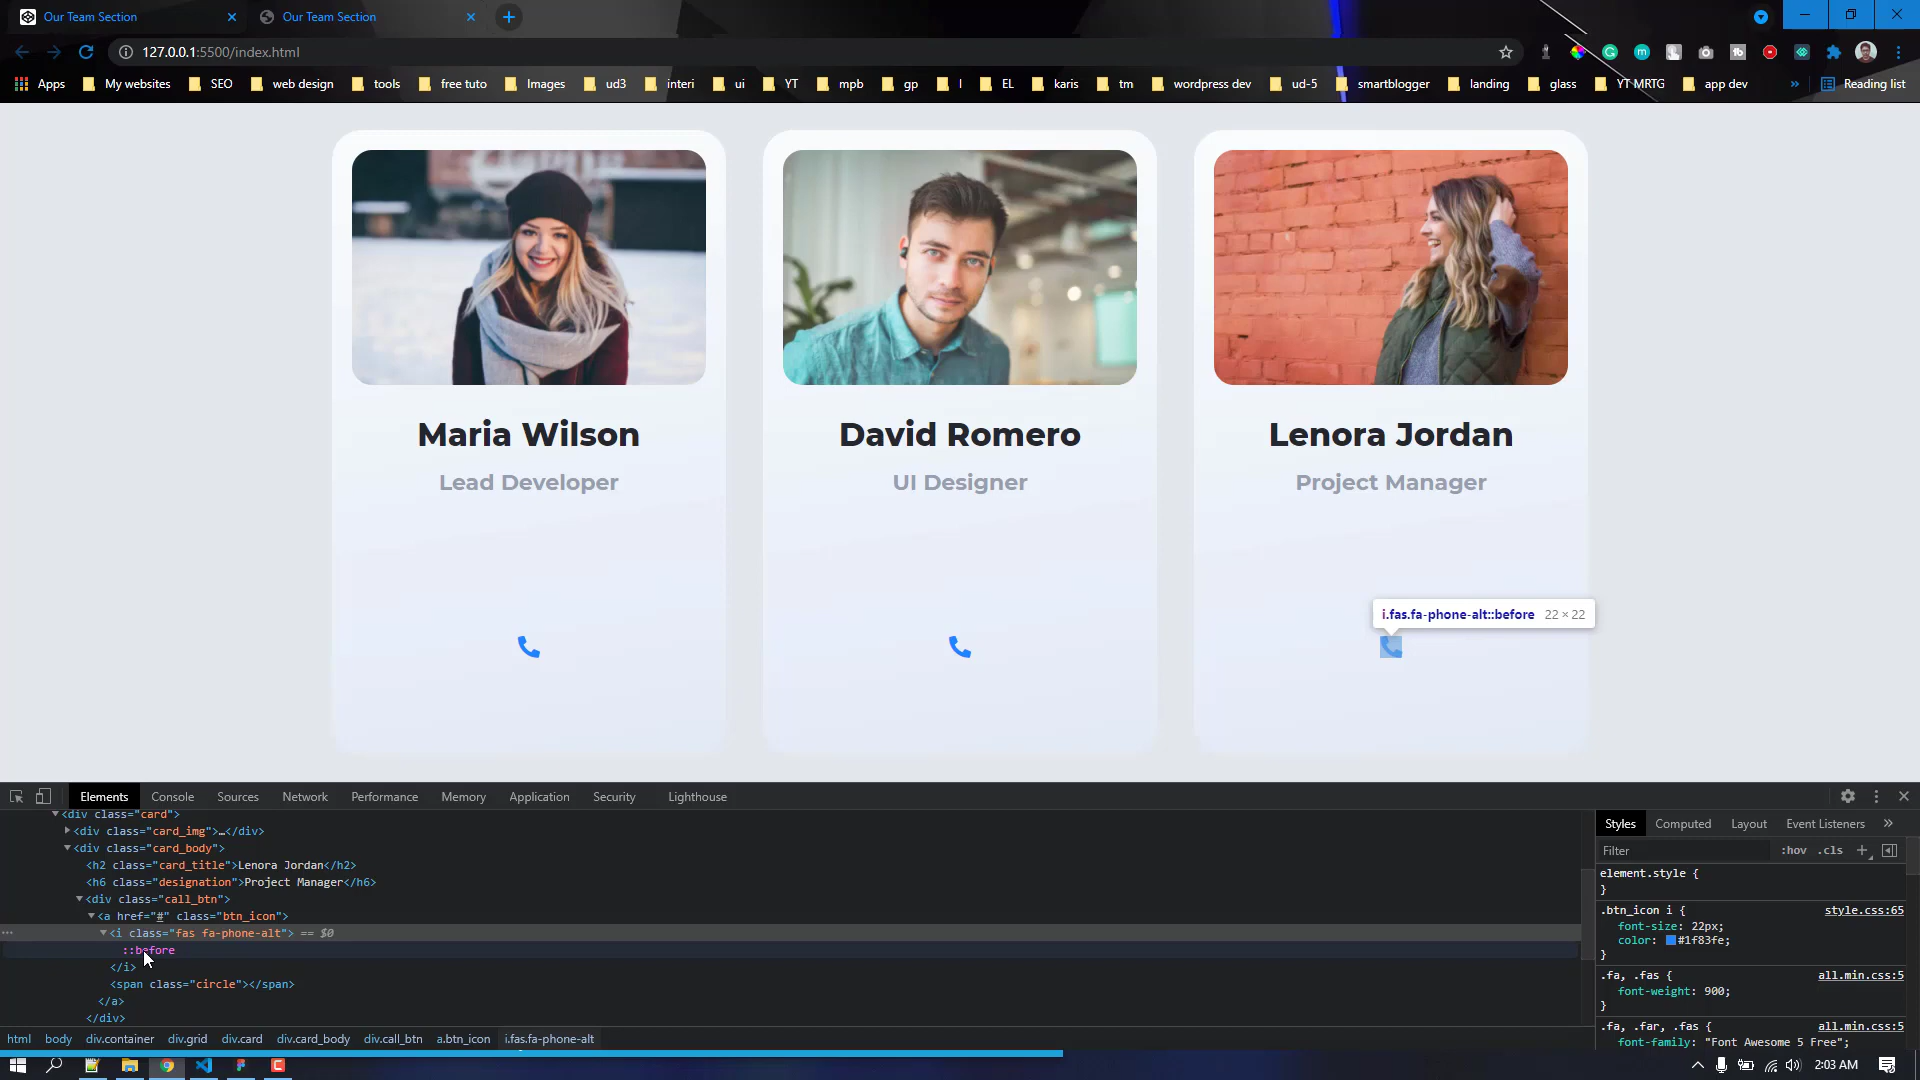 Our Team Section
Our Team Section
127.0.0.1:5500/index.html
Apps My websites SEO web design tools free tuto Images ud3 interi ui YT mpb gp I EL karis tm wordpress dev ud-5 smartblogger landing glass YT MRTG app dev » Reading list
Maria Wilson
Lead Developer
David Romero
UI Designer
Lenora Jordan
Project Manager
i.fas.fa-phone-alt::before 22 × 22
Elements Console Sources Network Performance Memory Application Security Lighthouse
<div class="card">
<div class="card_img">…</div>
<div class="card_body">
<h2 class="card_title">Lenora Jordan</h2>
<h6 class="designation">Project Manager</h6>
<div class="call_btn">
<a href="#" class="btn_icon">
<i class="fas fa-phone-alt"> == $0
::before
</i>
<span class="circle"></span>
</a>
</div>
html body div.container div.grid div.card div.card_body div.call_btn a.btn_icon i.fas.fa-phone-alt
Styles Computed Layout Event Listeners »
Filter :hov .cls +
element.style {
}
.btn_icon i { style.css:65
font-size: 22px;
color: #1f83fe;
}
.fa, .fas { all.min.css:5
font-weight: 900;
}
.fa, .far, .fas { all.min.css:5
font-family: "Font Awesome 5 Free";
2:03 AM